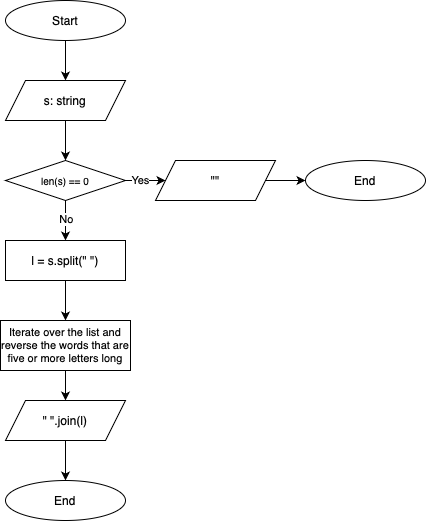 Start
s: string
len(s) == 0
Yes
""
End
No
l = s.split(" ")
Iterate over the list and
reverse the words that are
five or more letters long
" ".join(l)
End